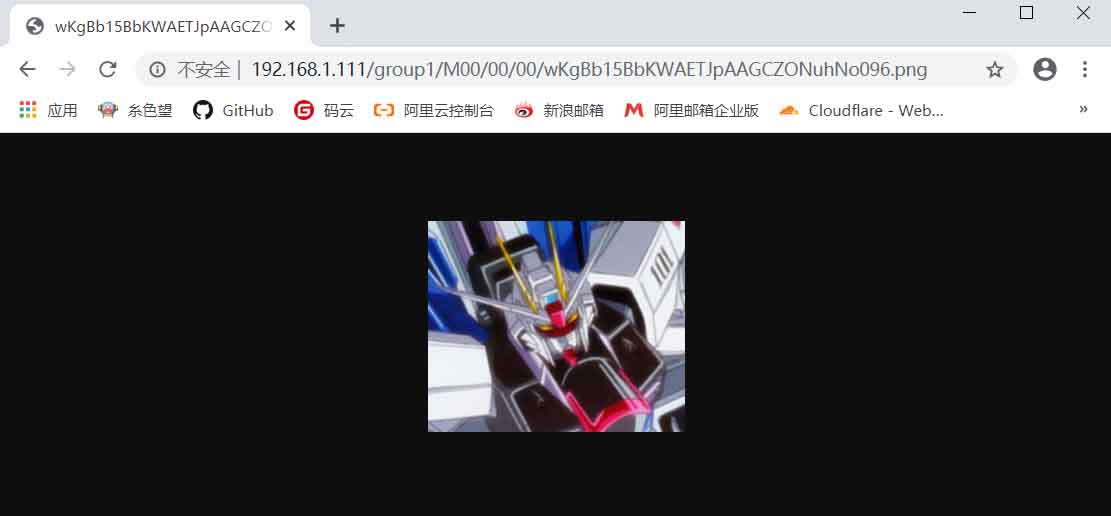 wKgBb15BbKWAETJpAAGCZO
不安全 | 192.168.1.111/group1/M00/00/00/wKgBb15BbKWAETJpAAGCZONuhNo096.png
应用 糸色望 GitHub 码云 阿里云控制台 新浪邮箱 阿里邮箱企业版 Cloudflare - Web... »